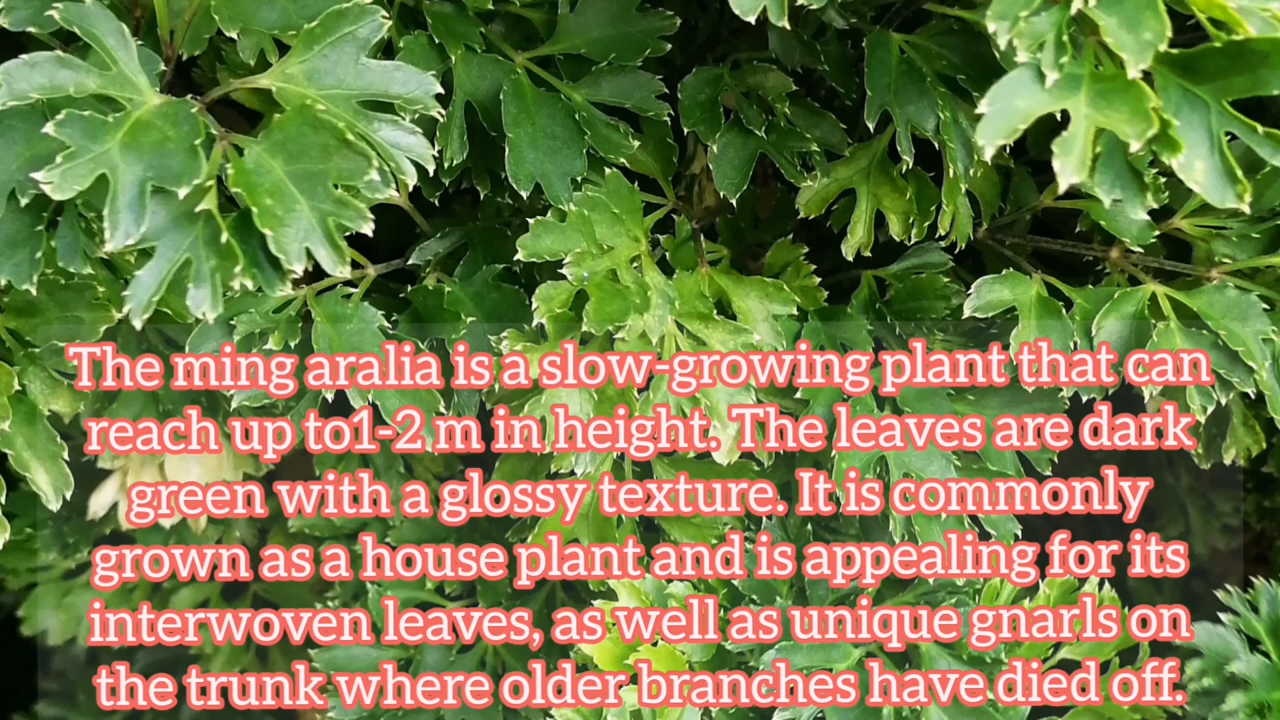 The ming aralia is a slow-growing plant that can
reach up to1-2 m in height. The leaves are dark
green with a glossy texture. It is commonly
grown as a house plant and is appealing for its
interwoven leaves, as well as unique gnarls on
the trunk where older branches have died off.